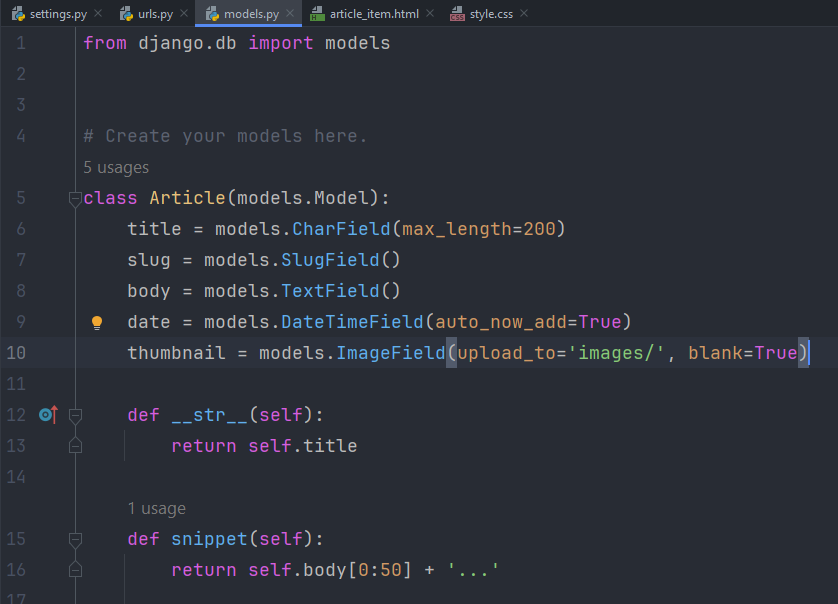 settings.py
urls.py
models.py
article_item.html
style.css
1 from django.db import models
2
3
4 # Create your models here.
5 usages
5 class Article(models.Model):
6 title = models.CharField(max_length=200)
7 slug = models.SlugField()
8 body = models.TextField()
9 date = models.DateTimeField(auto_now_add=True)
10 thumbnail = models.ImageField(upload_to='images/', blank=True)
11
12 def __str__(self):
13 return self.title
14
1 usage
15 def snippet(self):
16 return self.body[0:50] + '...'
17